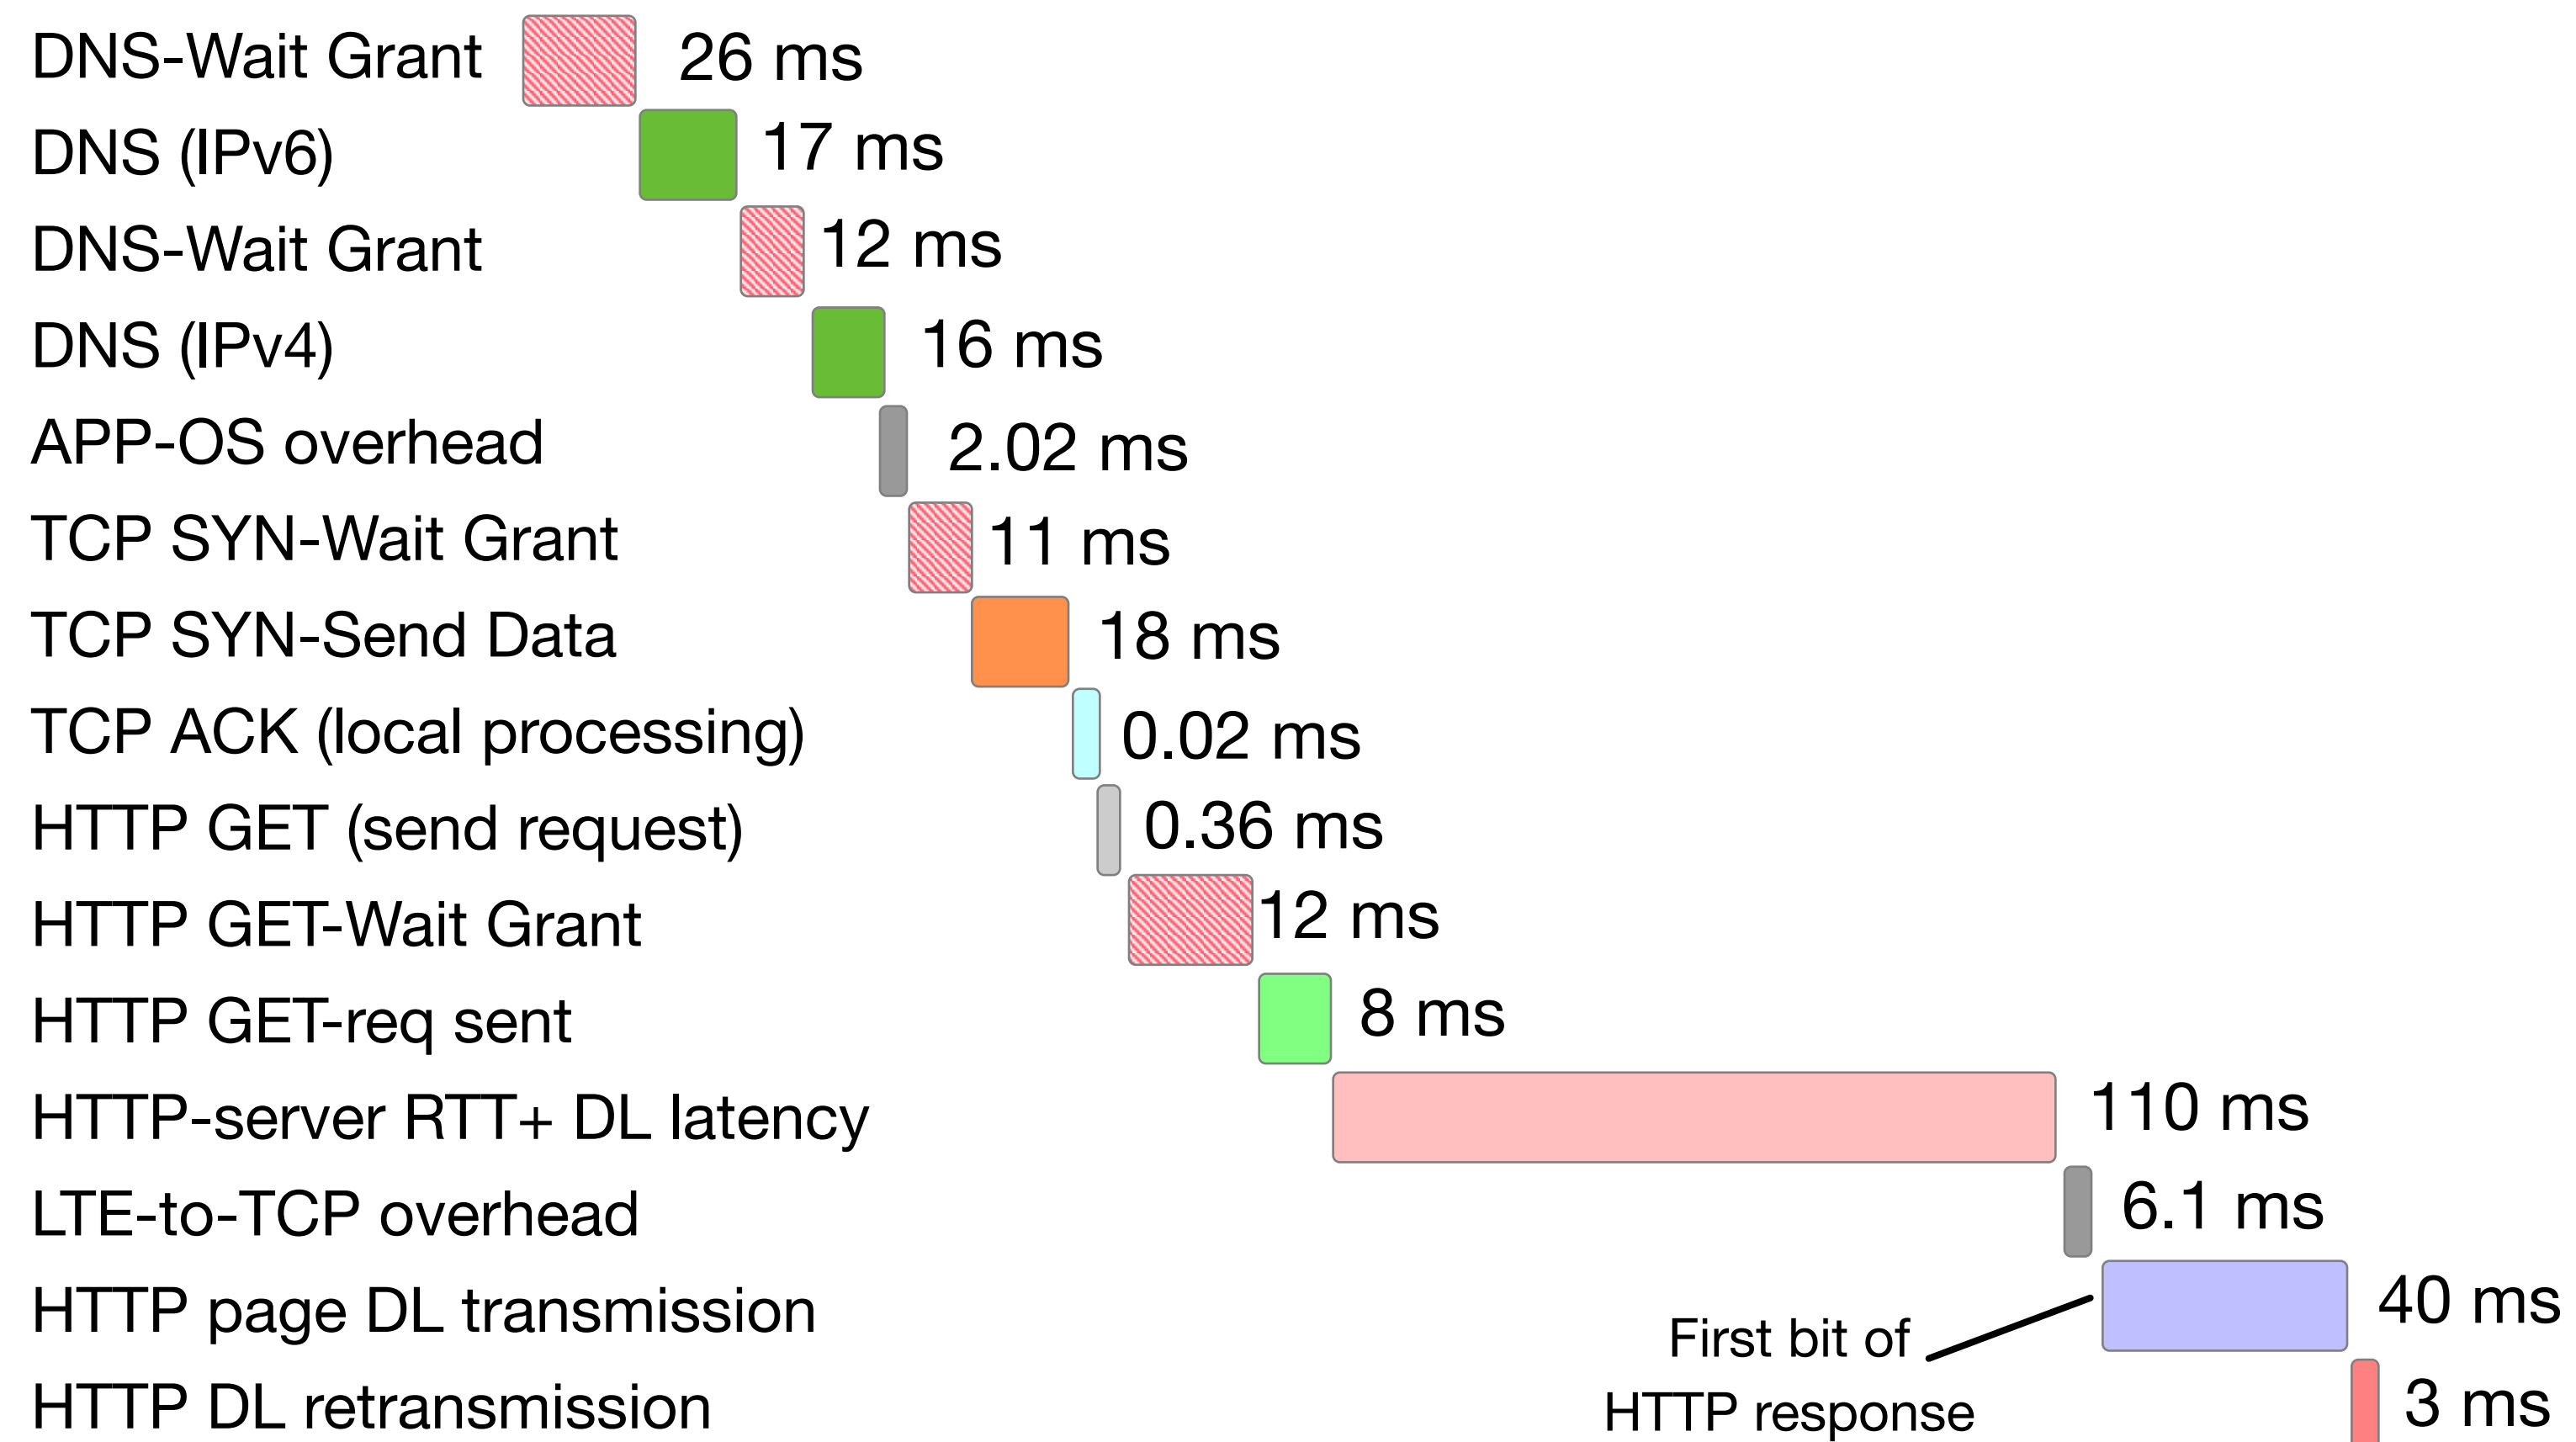 DNS-Wait Grant 26 ms
DNS (IPv6) 17 ms
DNS-Wait Grant 12 ms
DNS (IPv4) 16 ms
APP-OS overhead 2.02 ms
TCP SYN-Wait Grant 11 ms
TCP SYN-Send Data 18 ms
TCP ACK (local processing) 0.02 ms
HTTP GET (send request) 0.36 ms
HTTP GET-Wait Grant 12 ms
HTTP GET-req sent 8 ms
HTTP-server RTT+ DL latency 110 ms
LTE-to-TCP overhead 6.1 ms
HTTP page DL transmission 40 ms
First bit of
HTTP response
HTTP DL retransmission 3 ms